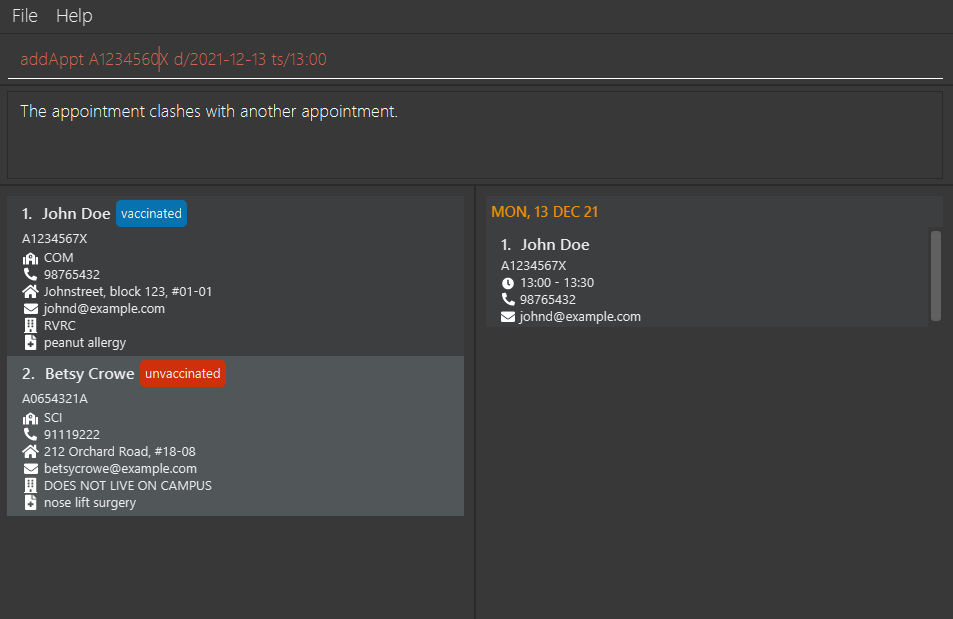 File Help
addAppt A1234560X d/2021-12-13 ts/13:00
The appointment clashes with another appointment.
1. John Doe vaccinated
A1234567X
COM
98765432
Johnstreet, block 123, #01-01
johnd@example.com
RVRC
peanut allergy
2. Betsy Crowe unvaccinated
A0654321A
SCI
91119222
212 Orchard Road, #18-08
betsycrowe@example.com
DOES NOT LIVE ON CAMPUS
nose lift surgery
MON, 13 DEC 21
1. John Doe
A1234567X
13:00 - 13:30
98765432
johnd@example.com